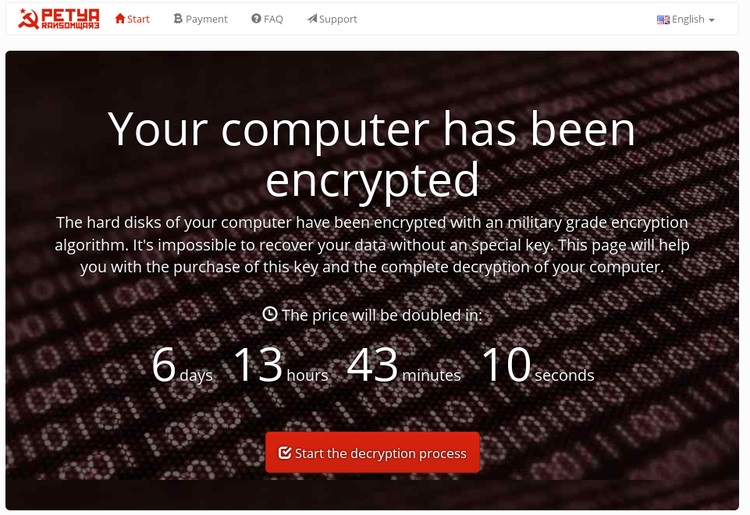 PETYA
RANSOMWARE
Start
Payment
FAQ
Support
English
Your computer has been
encrypted
The hard disks of your computer have been encrypted with an military grade encryption
algorithm. It's impossible to recover your data without an special key. This page will help
you with the purchase of this key and the complete decryption of your computer.
The price will be doubled in:
6 days 13 hours 43 minutes 10 seconds
Start the decryption process